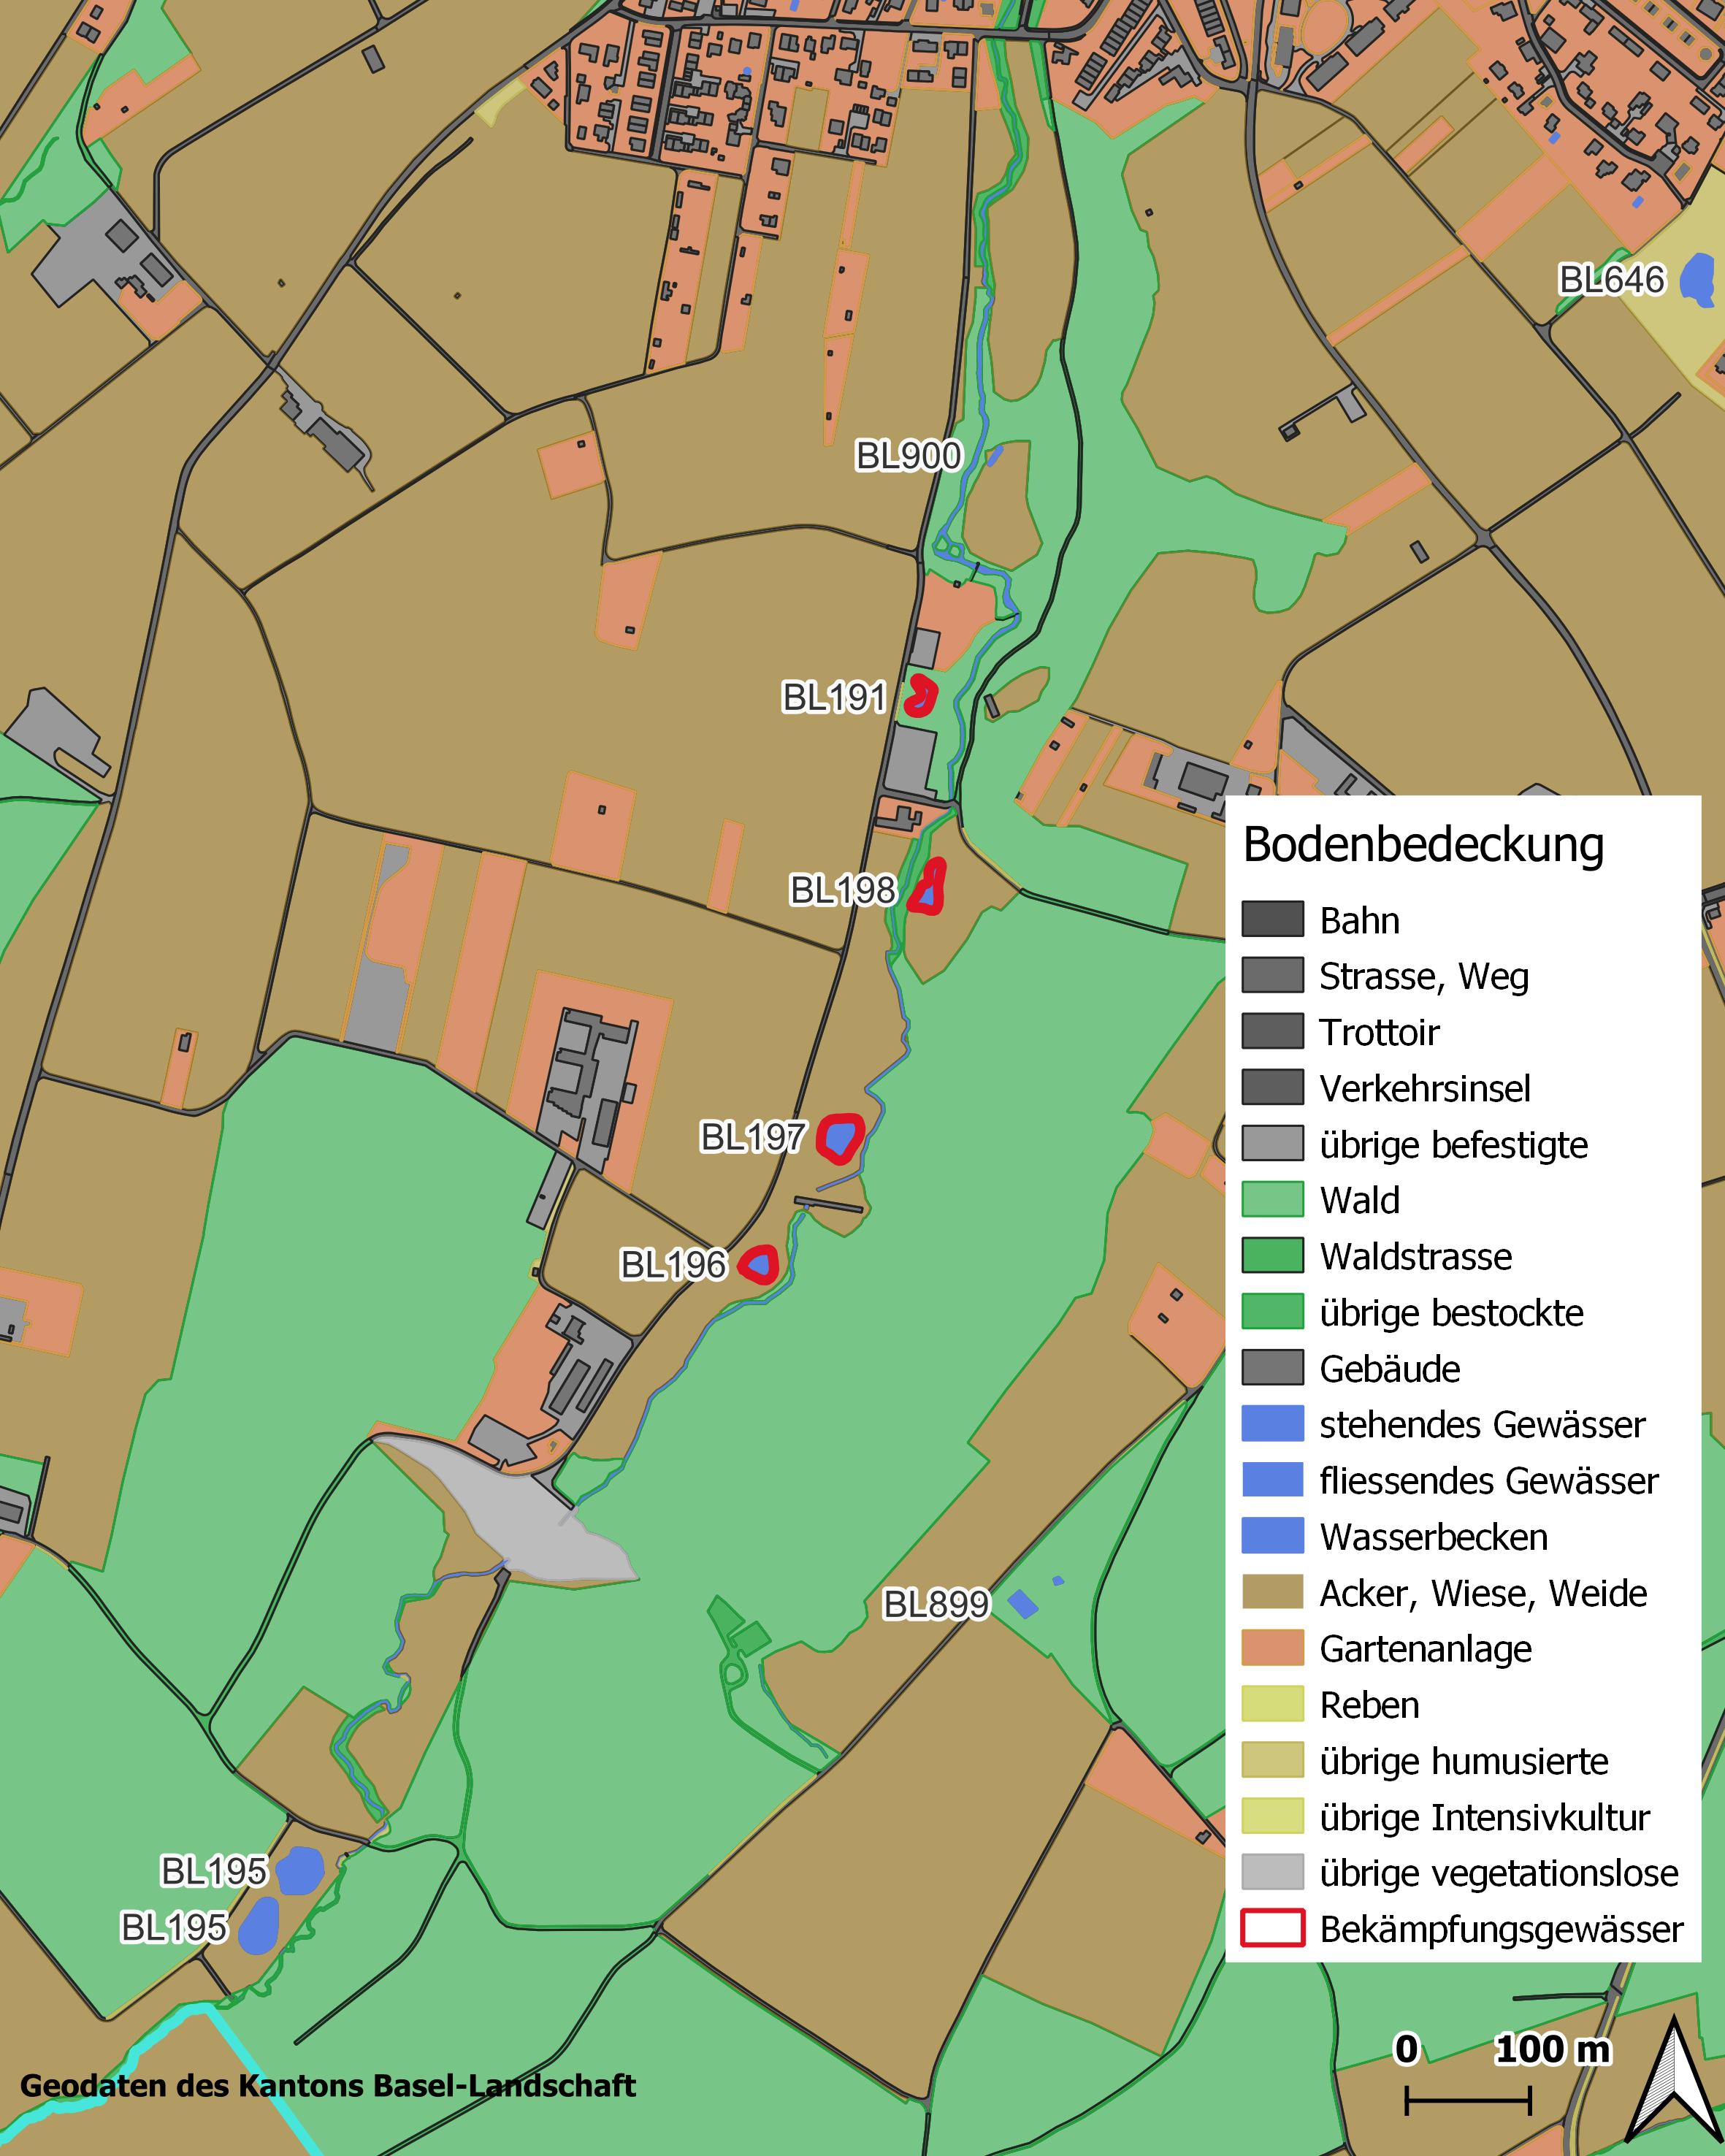 BL646
BL900
BL191
BL198
BL197
BL196
BL899
BL195
BL195
Bodenbedeckung
Bahn
Strasse, Weg
Trottoir
Verkehrsinsel
übrige befestigte
Wald
Waldstrasse
übrige bestockte
Gebäude
stehendes Gewässer
fliessendes Gewässer
Wasserbecken
Acker, Wiese, Weide
Gartenanlage
Reben
übrige humusierte
übrige Intensivkultur
übrige vegetationslose
Bekämpfungsgewässer
0 100 m
Geodaten des Kantons Basel-Landschaft